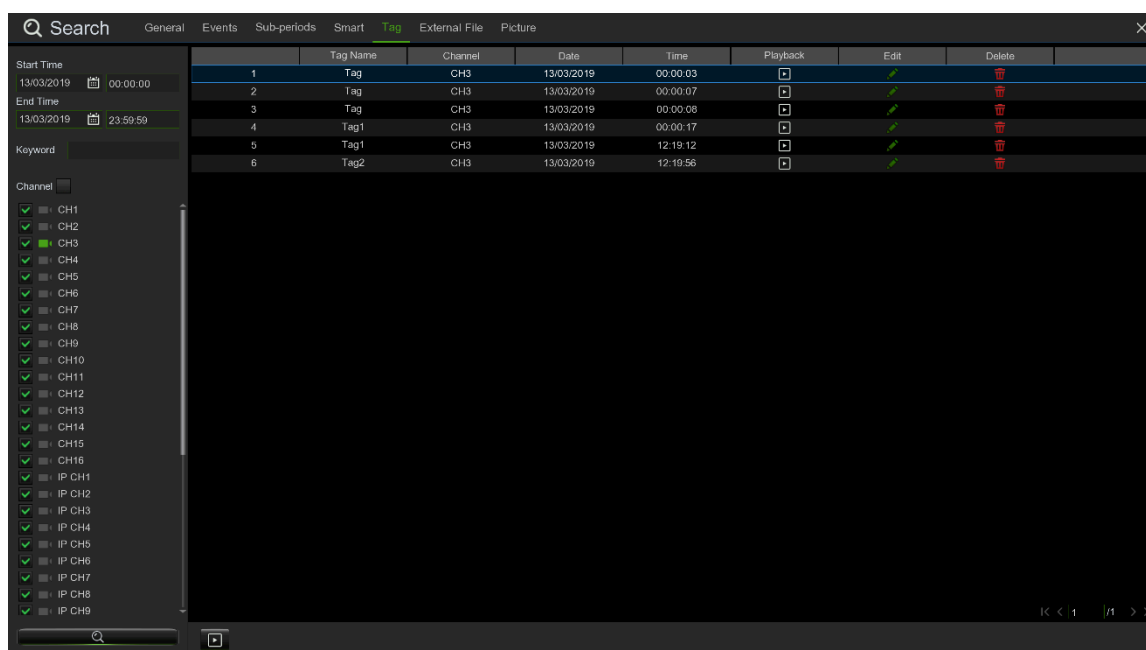 Search General Events Sub-periods Smart Tag External File Picture
Start Time
13/03/2019 00:00:00
End Time
13/03/2019 23:59:59
Keyword
Channel
CH1
CH2
CH3
CH4
CH5
CH6
CH7
CH8
CH9
CH10
CH11
CH12
CH13
CH14
CH15
CH16
IP CH1
IP CH2
IP CH3
IP CH4
IP CH5
IP CH6
IP CH7
IP CH8
IP CH9
Tag Name Channel Date Time Playback Edit Delete
1 Tag CH3 13/03/2019 00:00:03
2 Tag CH3 13/03/2019 00:00:07
3 Tag CH3 13/03/2019 00:00:08
4 Tag1 CH3 13/03/2019 00:00:17
5 Tag1 CH3 13/03/2019 12:19:12
6 Tag2 CH3 13/03/2019 12:19:56
1 /1